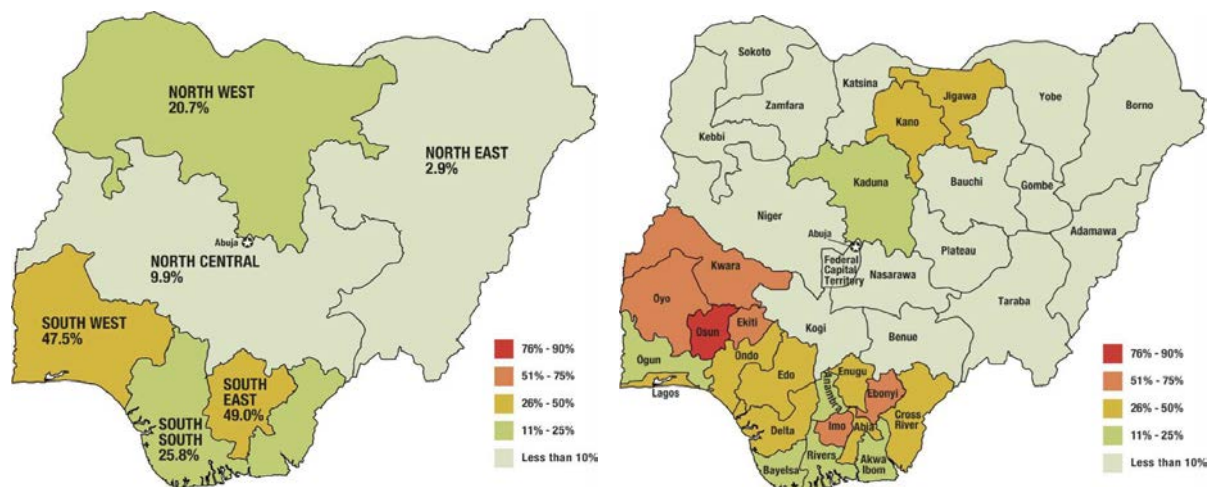 NORTH WEST
20.7%
NORTH EAST
2.9%
Abuja
NORTH CENTRAL
9.9%
SOUTH WEST
47.5%
SOUTH
EAST
49.0%
SOUTH
SOUTH
25.8%
76% - 90%
51% - 75%
26% - 50%
11% - 25%
Less than 10%
Sokoto
Katsina
Jigawa
Yobe
Borno
Zamfara
Kano
Kebbi
Kaduna
Bauchi
Gombe
Niger
Adamawa
Abuja
Plateau
Federal
Capital
Territory
Nasarawa
Kwara
Oyo
Taraba
Osun
Ekiti
Kogi
Benue
Ogun
Ondo
Edo
Enugu
Anambra
Ebonyi
Lagos
Delta
Imo
Abia
Cross
River
Rivers
Bayelsa
Akwa
Ibom
76% - 90%
51% - 75%
26% - 50%
11% - 25%
Less than 10%